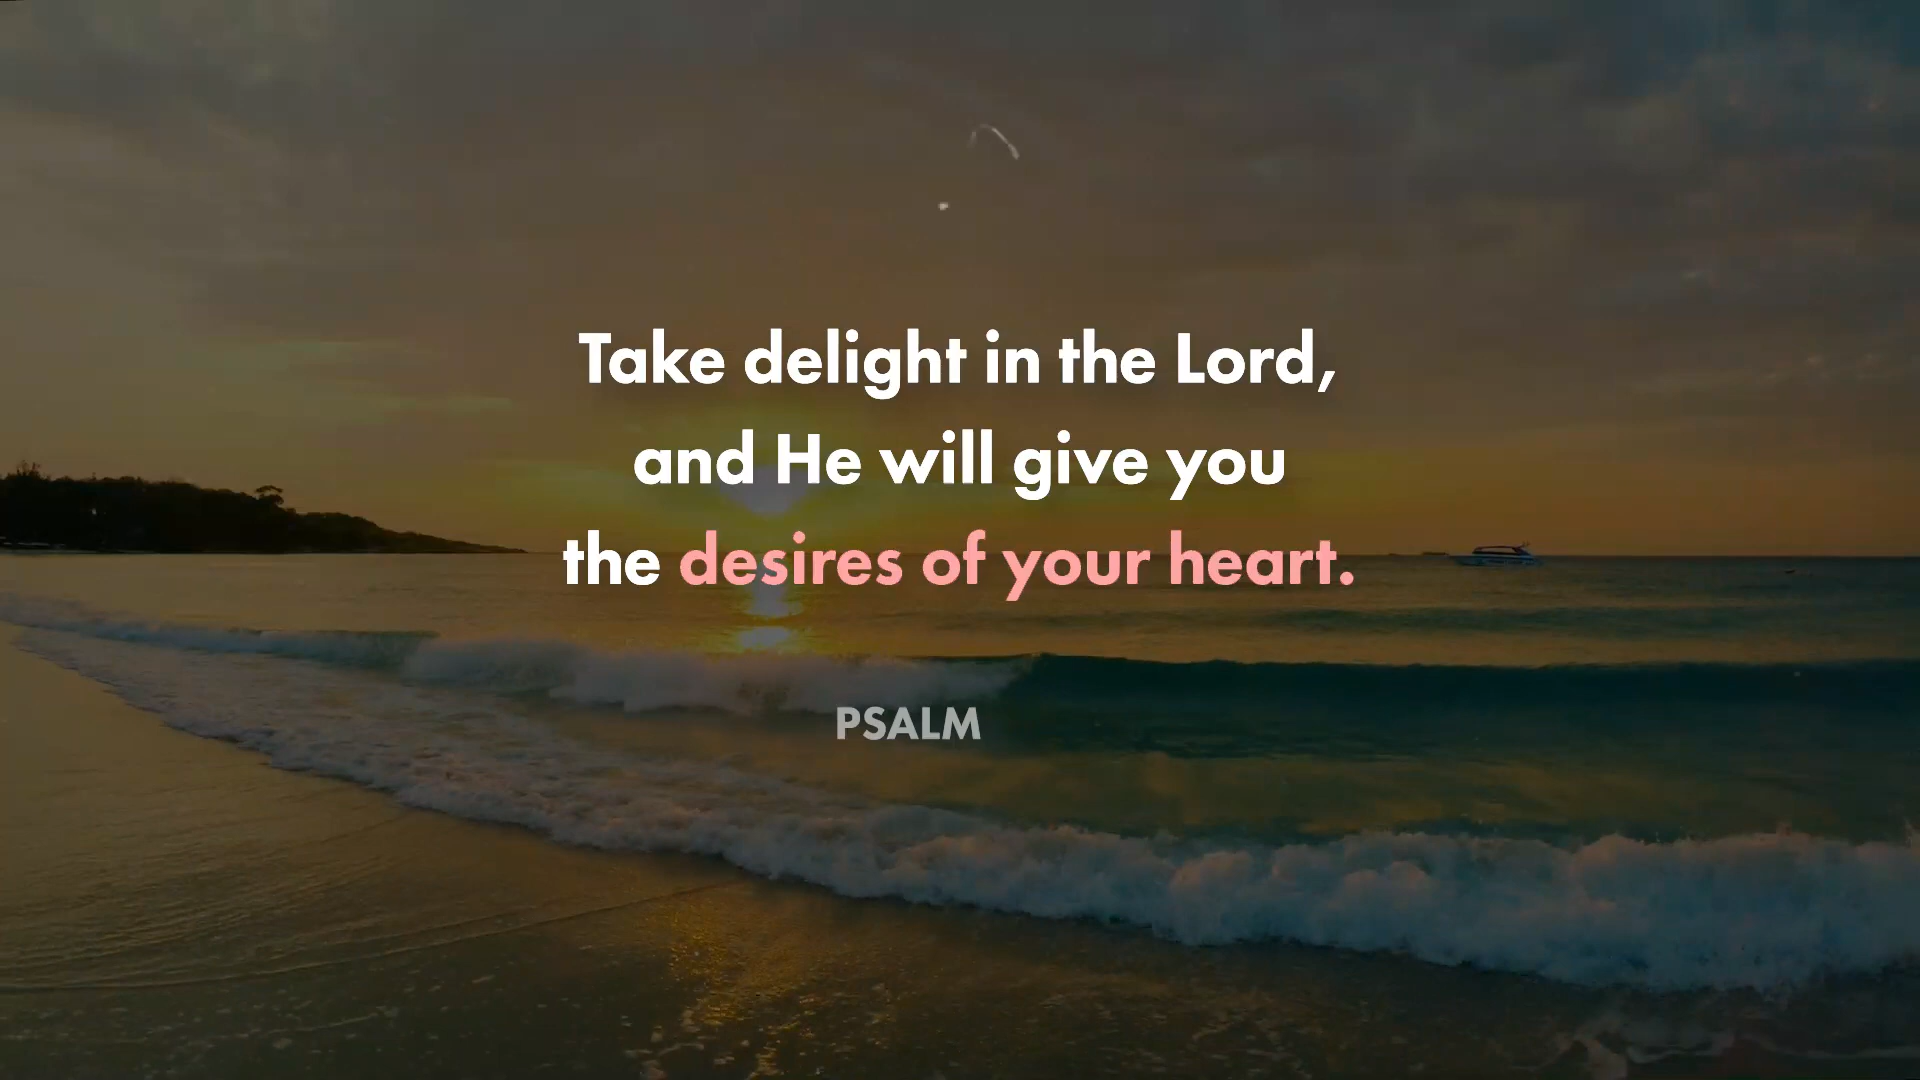 Take delight in the Lord,
and He will give you
the desires of your heart.
PSALM